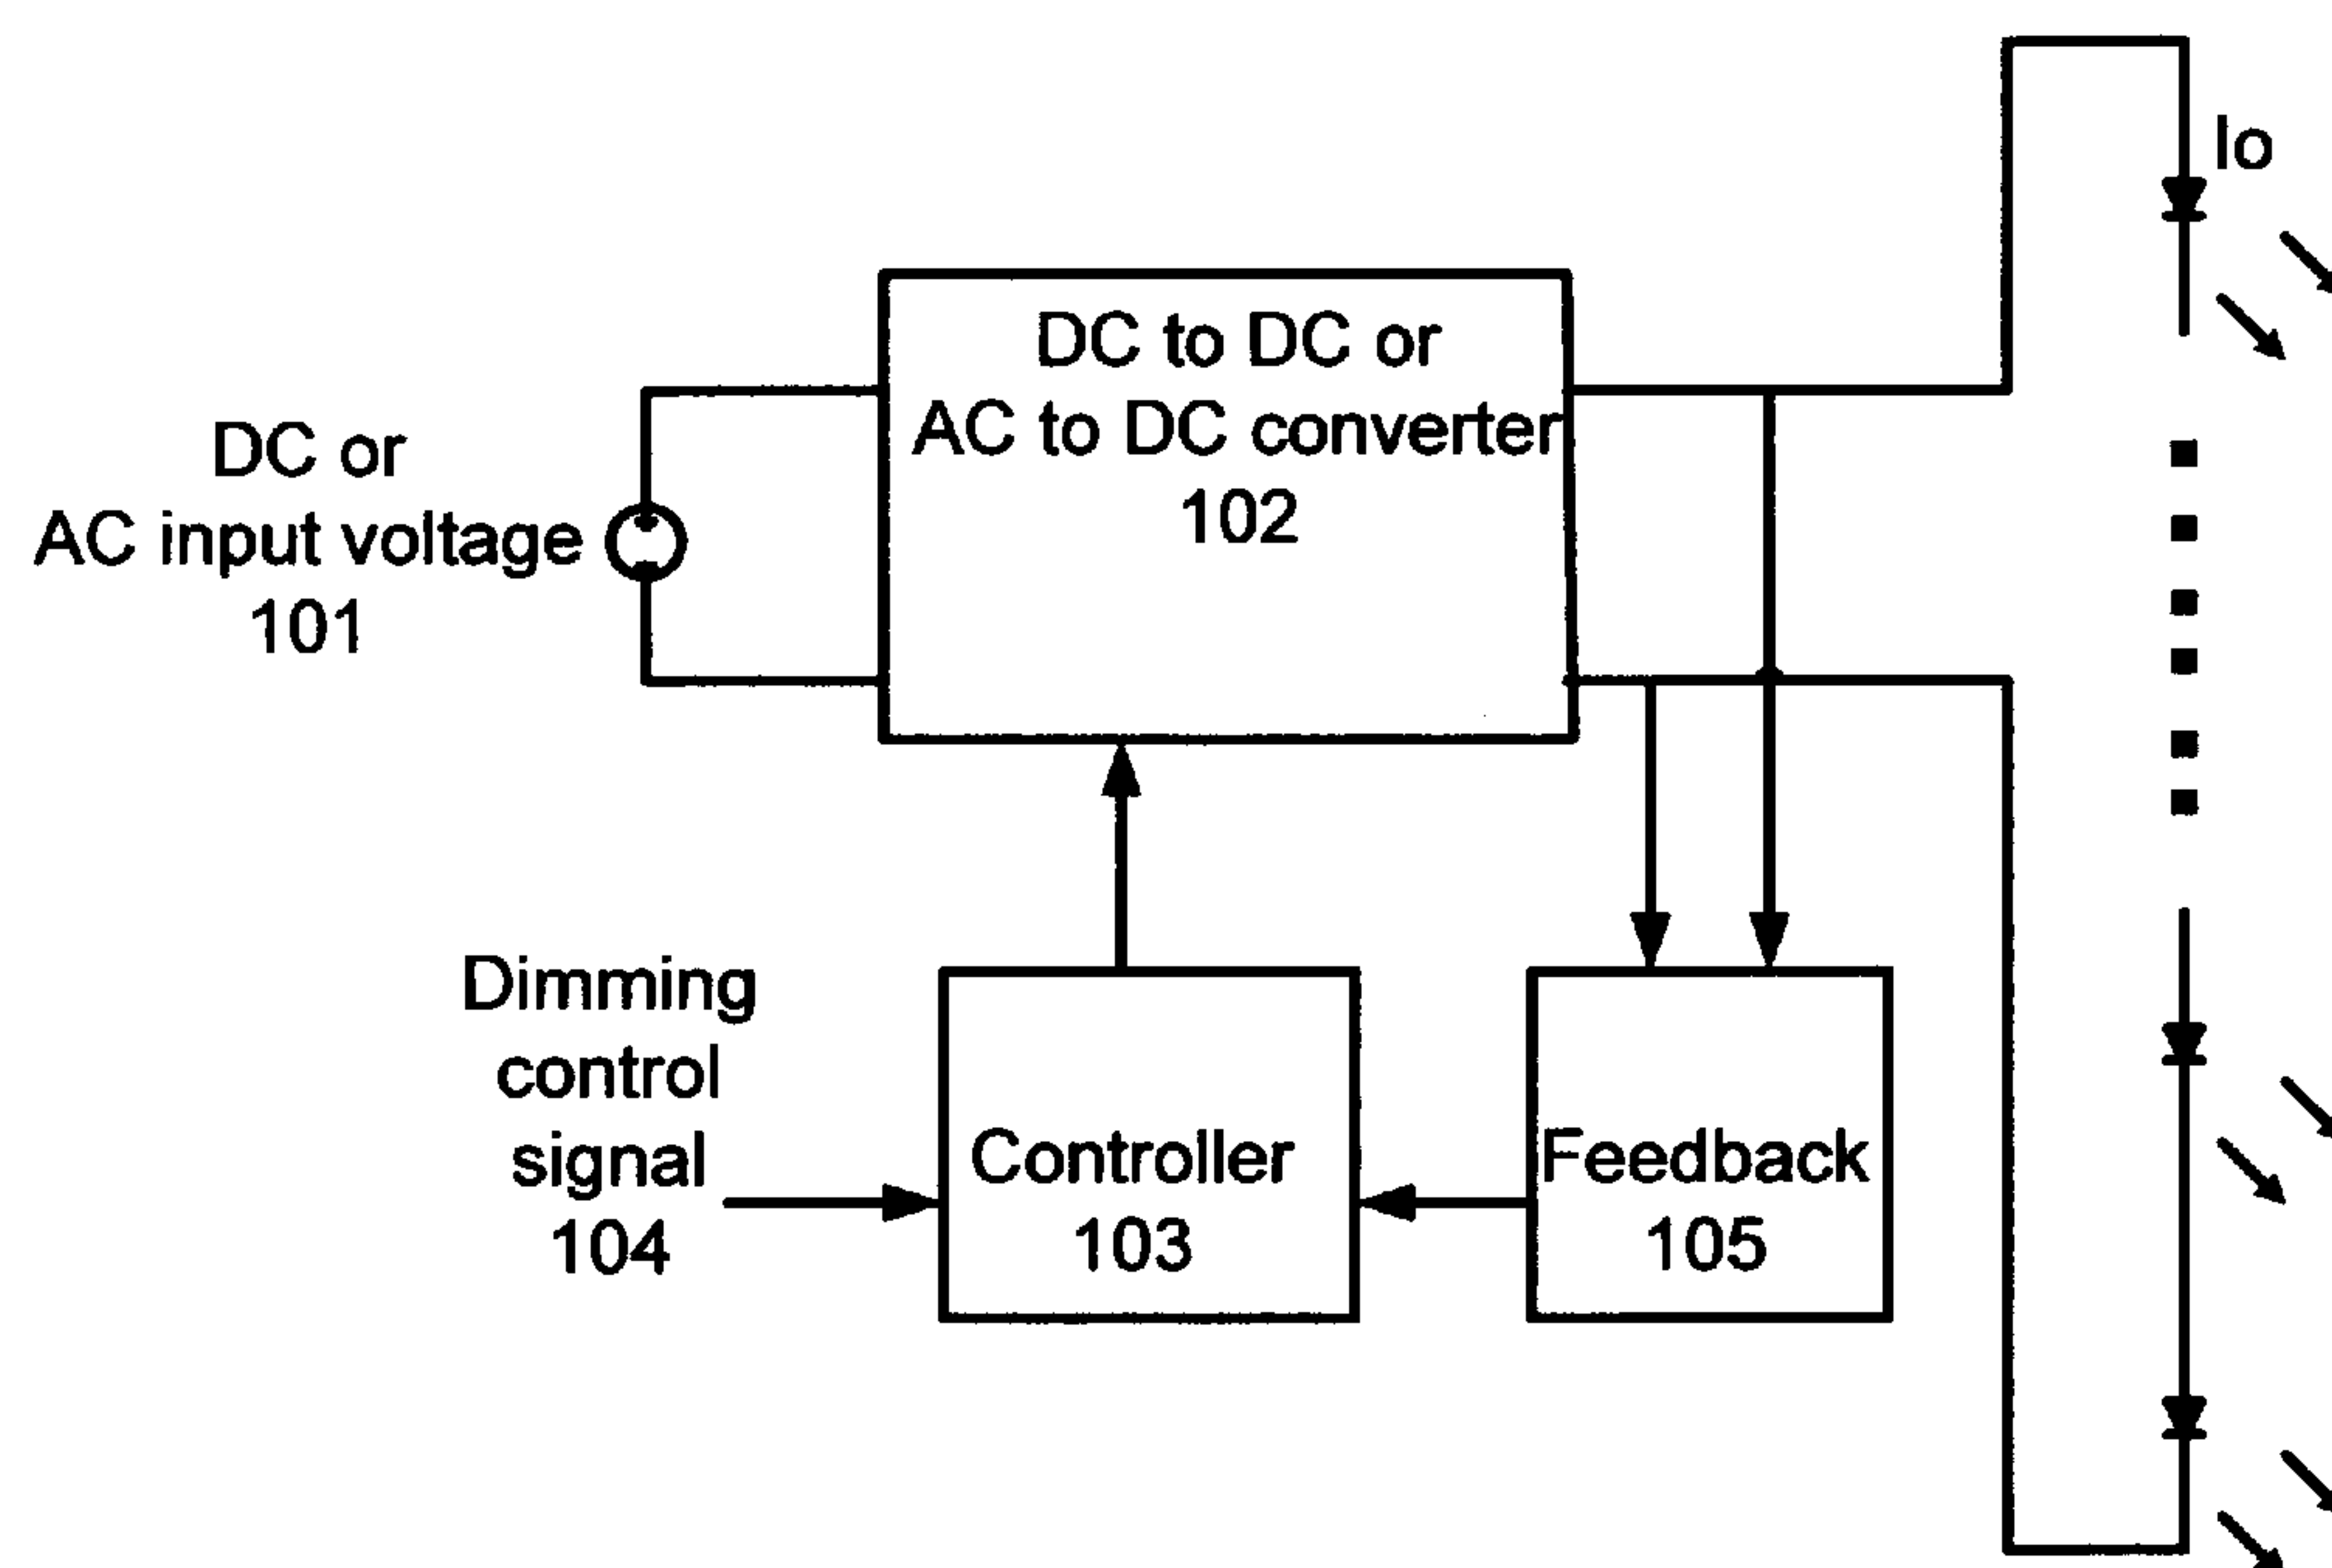 Io
DC to DC or
AC to DC converter
102
DC or
AC input voltage
101
Dimming
control
signal
104
Controller
103
Feedback
105